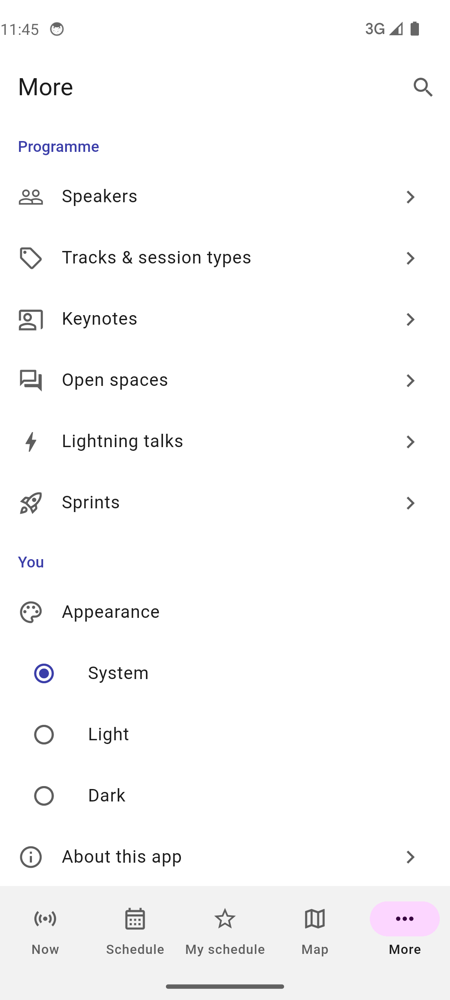 11:45
3G
More
Programme
Speakers
Tracks & session types
Keynotes
Open spaces
Lightning talks
Sprints
You
Appearance
System
Light
Dark
About this app
Now
Schedule
My schedule
Map
More